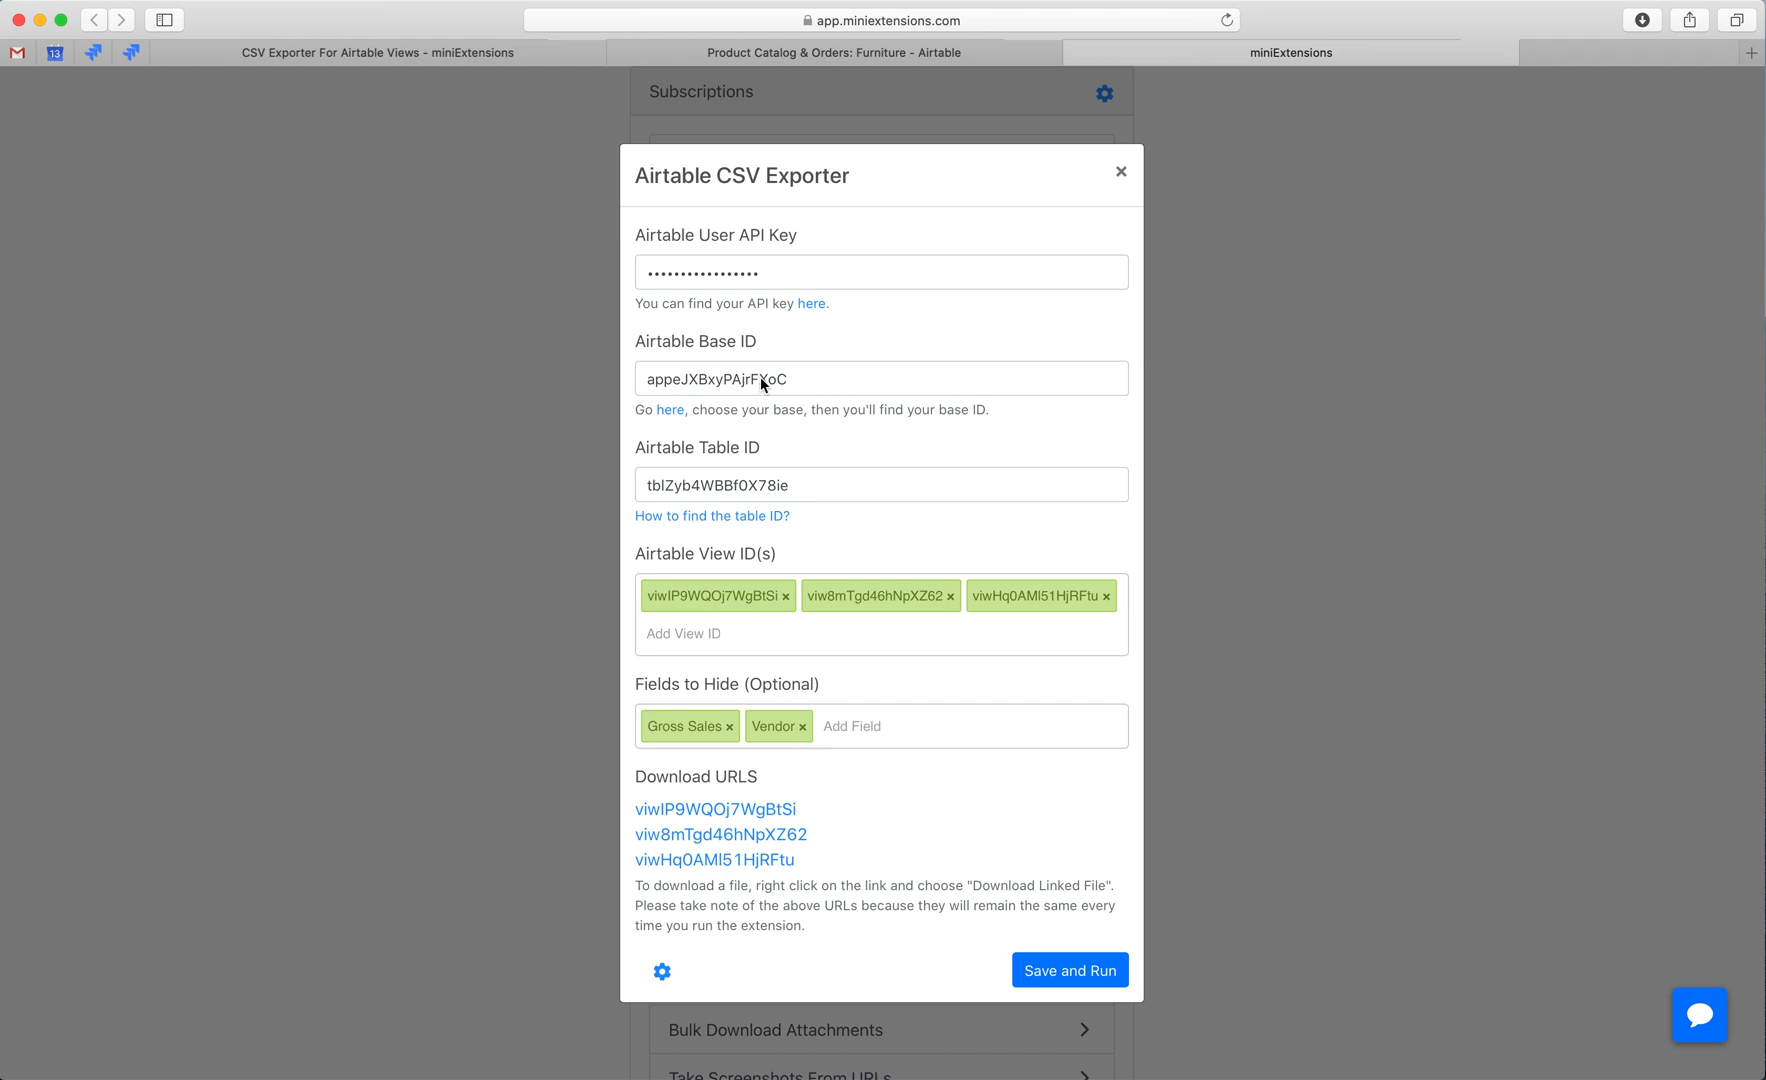 app.miniextensions.com
13
CSV Exporter For Airtable Views - miniExtensions
Product Catalog & Orders: Furniture - Airtable
miniExtensions
Subscriptions
Airtable CSV Exporter
Airtable User API Key
•••••••••••••••••
You can find your API key here.
Airtable Base ID
appeJXBxyPAjrFXoC
Go here, choose your base, then you'll find your base ID.
Airtable Table ID
tblZyb4WBBf0X78ie
How to find the table ID?
Airtable View ID(s)
viwIP9WQOj7WgBtSi × viw8mTgd46hNpXZ62 × viwHq0AMl51HjRFtu ×
Add View ID
Fields to Hide (Optional)
Gross Sales × Vendor × Add Field
Download URLS
viwIP9WQOj7WgBtSi
viw8mTgd46hNpXZ62
viwHq0AMl51HjRFtu
To download a file, right click on the link and choose "Download Linked File".
Please take note of the above URLs because they will remain the same every
time you run the extension.
Save and Run
Bulk Download Attachments
Take Screenshots From URLs